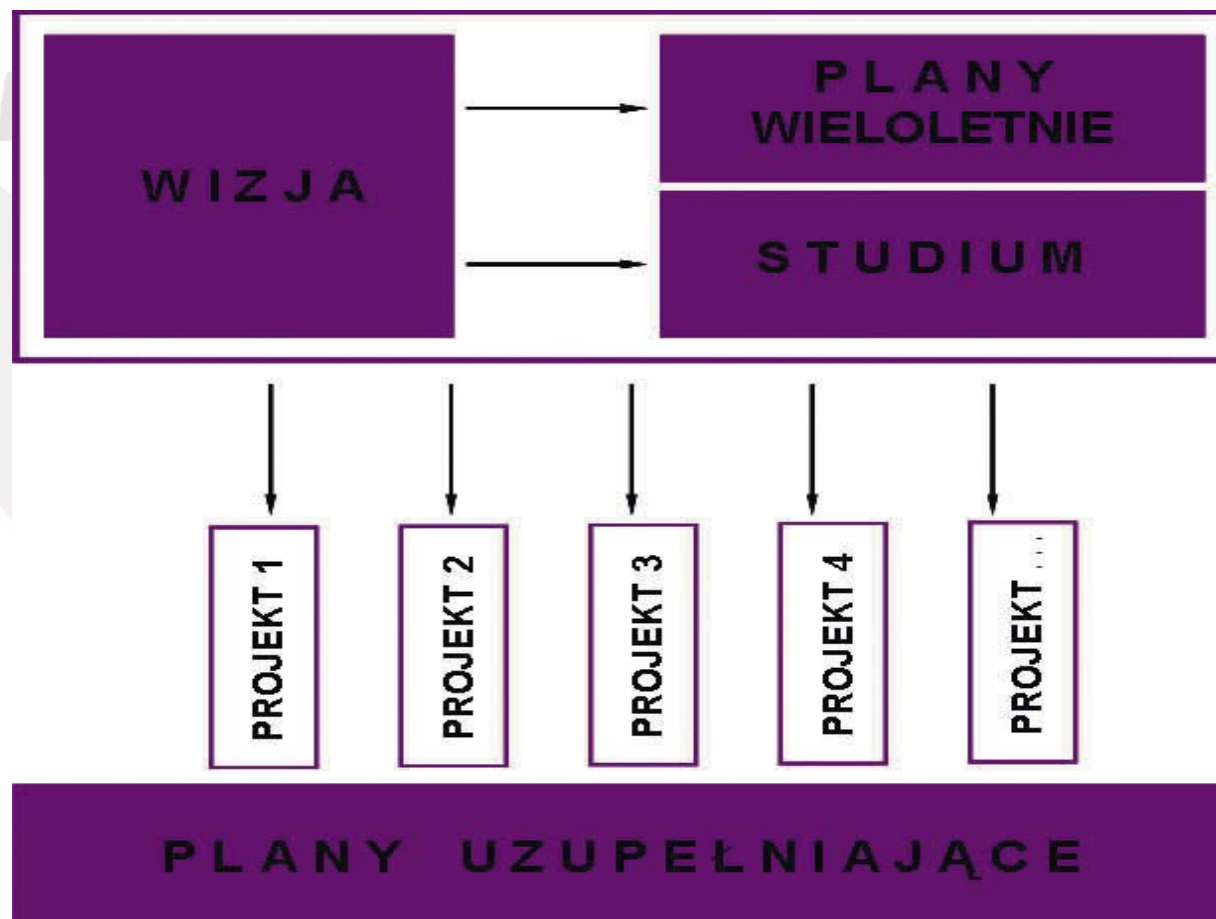 WIZJA
PLANY
WIELOLETNIE
STUDIUM
PROJEKT 1
PROJEKT 2
PROJEKT 3
PROJEKT 4
PROJEKT ...
PLANY UZUPEŁNIAJĄCE